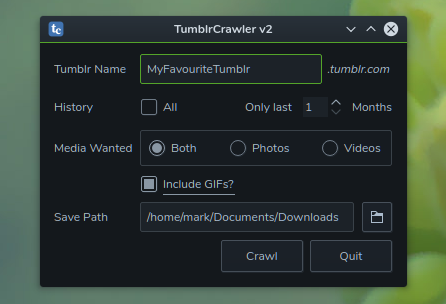 tc TumblrCrawler v2
Tumblr Name MyFavouriteTumblr .tumblr.com
History All Only last 1 Months
Media Wanted Both Photos Videos
Include GIFs?
Save Path /home/mark/Documents/Downloads
Crawl Quit